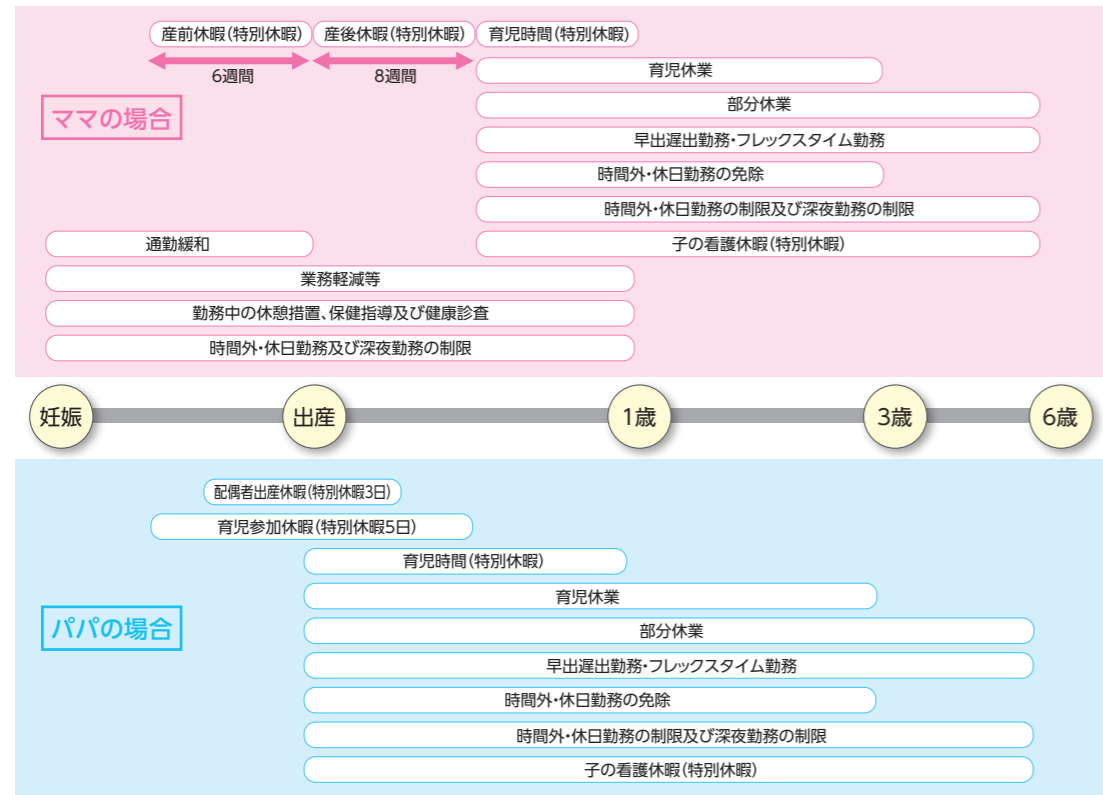 産前休暇(特別休暇)
産後休暇(特別休暇)
育児時間(特別休暇)
6週間
8週間
育児休業
ママの場合
部分休業
早出遅出勤務・フレックスタイム勤務
時間外・休日勤務の免除
時間外・休日勤務の制限及び深夜勤務の制限
通勤緩和
子の看護休暇(特別休暇)
業務軽減等
勤務中の休憩措置、保健指導及び健康診査
時間外・休日勤務及び深夜勤務の制限
妊娠
出産
1歳
3歳
6歳
配偶者出産休暇(特別休暇3日)
育児参加休暇(特別休暇5日)
育児時間(特別休暇)
育児休業
パパの場合
部分休業
早出遅出勤務・フレックスタイム勤務
時間外・休日勤務の免除
時間外・休日勤務の制限及び深夜勤務の制限
子の看護休暇(特別休暇)